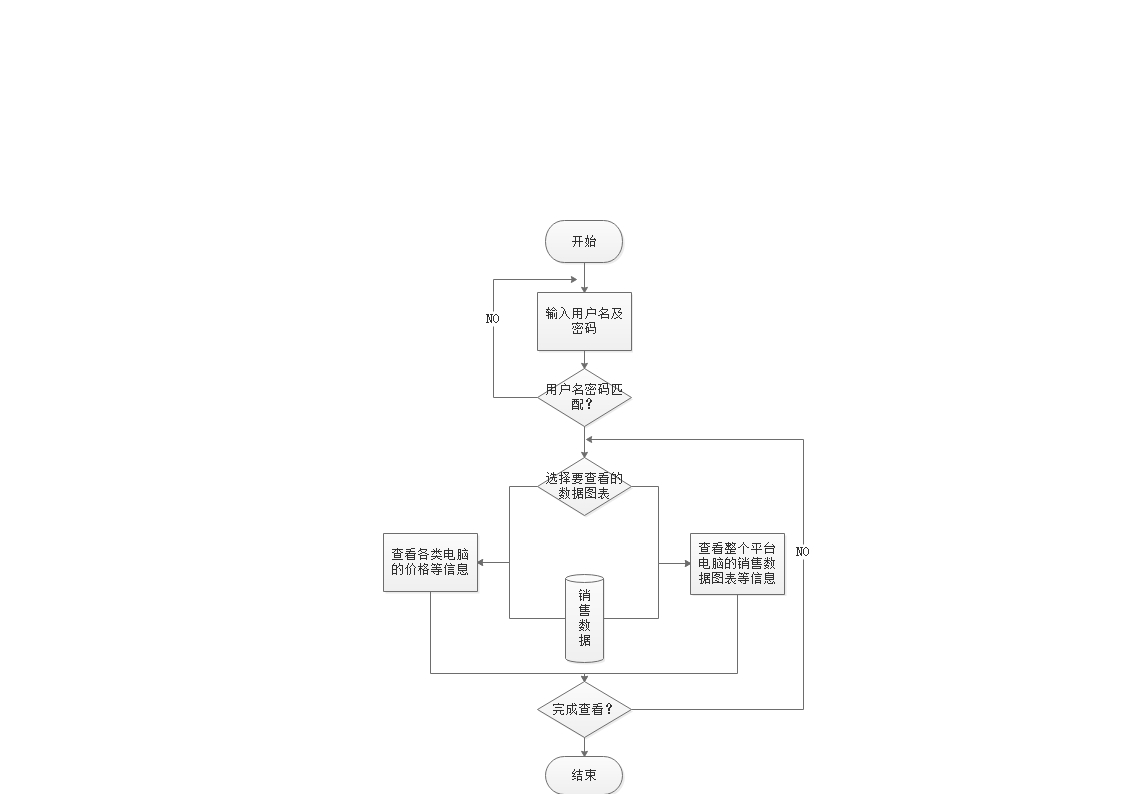 开始
NO
输入用户名及
密码
用户名密码匹
配?
选择要查看的
数据图表
查看各类电脑
的价格等信息
查看整个平台
电脑的销售数
据图表等信息
NO
销
售
数
据
完成查看?
结束